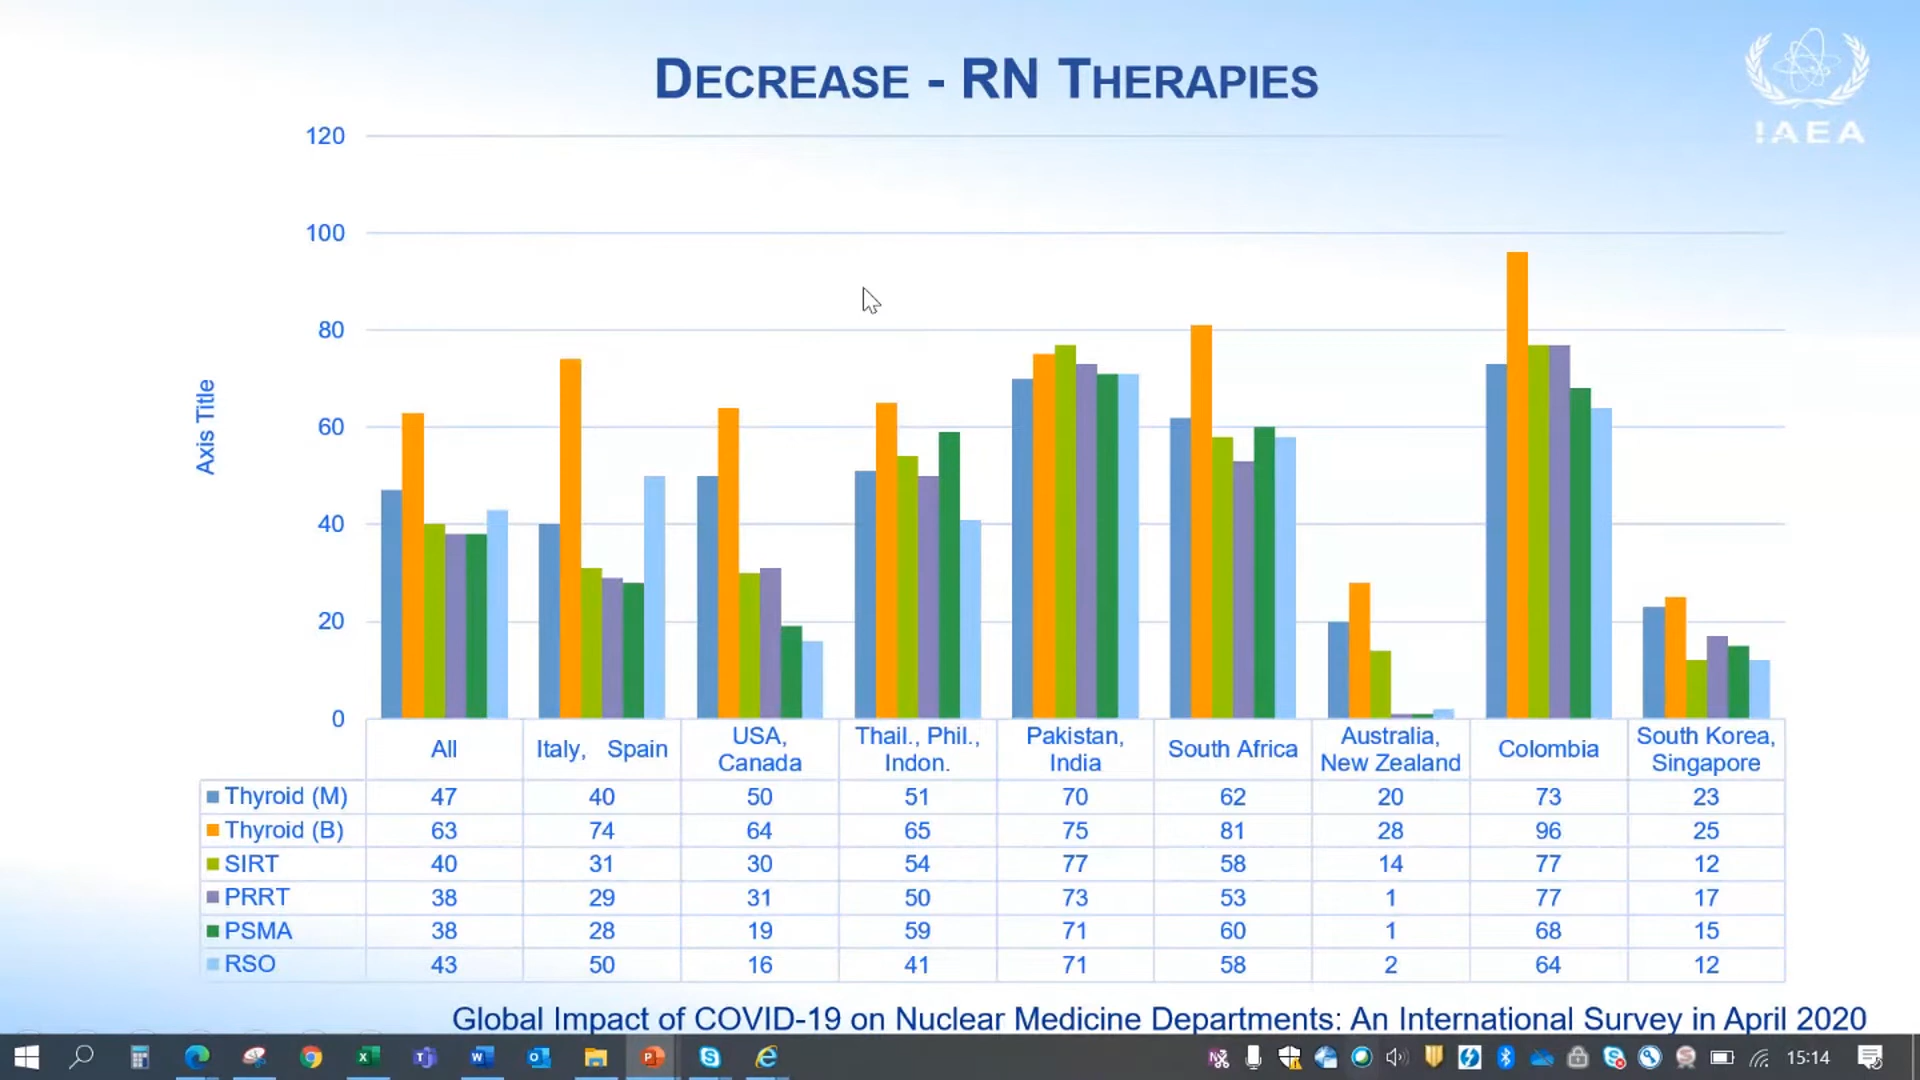 DECREASE - RN THERAPIES
IAEA
120
100
80
60
40
20
0
Axis Title
All Italy, Spain USA, Canada Thail., Phil., Indon. Pakistan, India South Africa Australia, New Zealand Colombia South Korea, Singapore
Thyroid (M) 47 40 50 51 70 62 20 73 23
Thyroid (B) 63 74 64 65 75 81 28 96 25
SIRT 40 31 30 54 77 58 14 77 12
PRRT 38 29 31 50 73 53 1 77 17
PSMA 38 28 19 59 71 60 1 68 15
RSO 43 50 16 41 71 58 2 64 12
Global Impact of COVID-19 on Nuclear Medicine Departments: An International Survey in April 2020
15:14